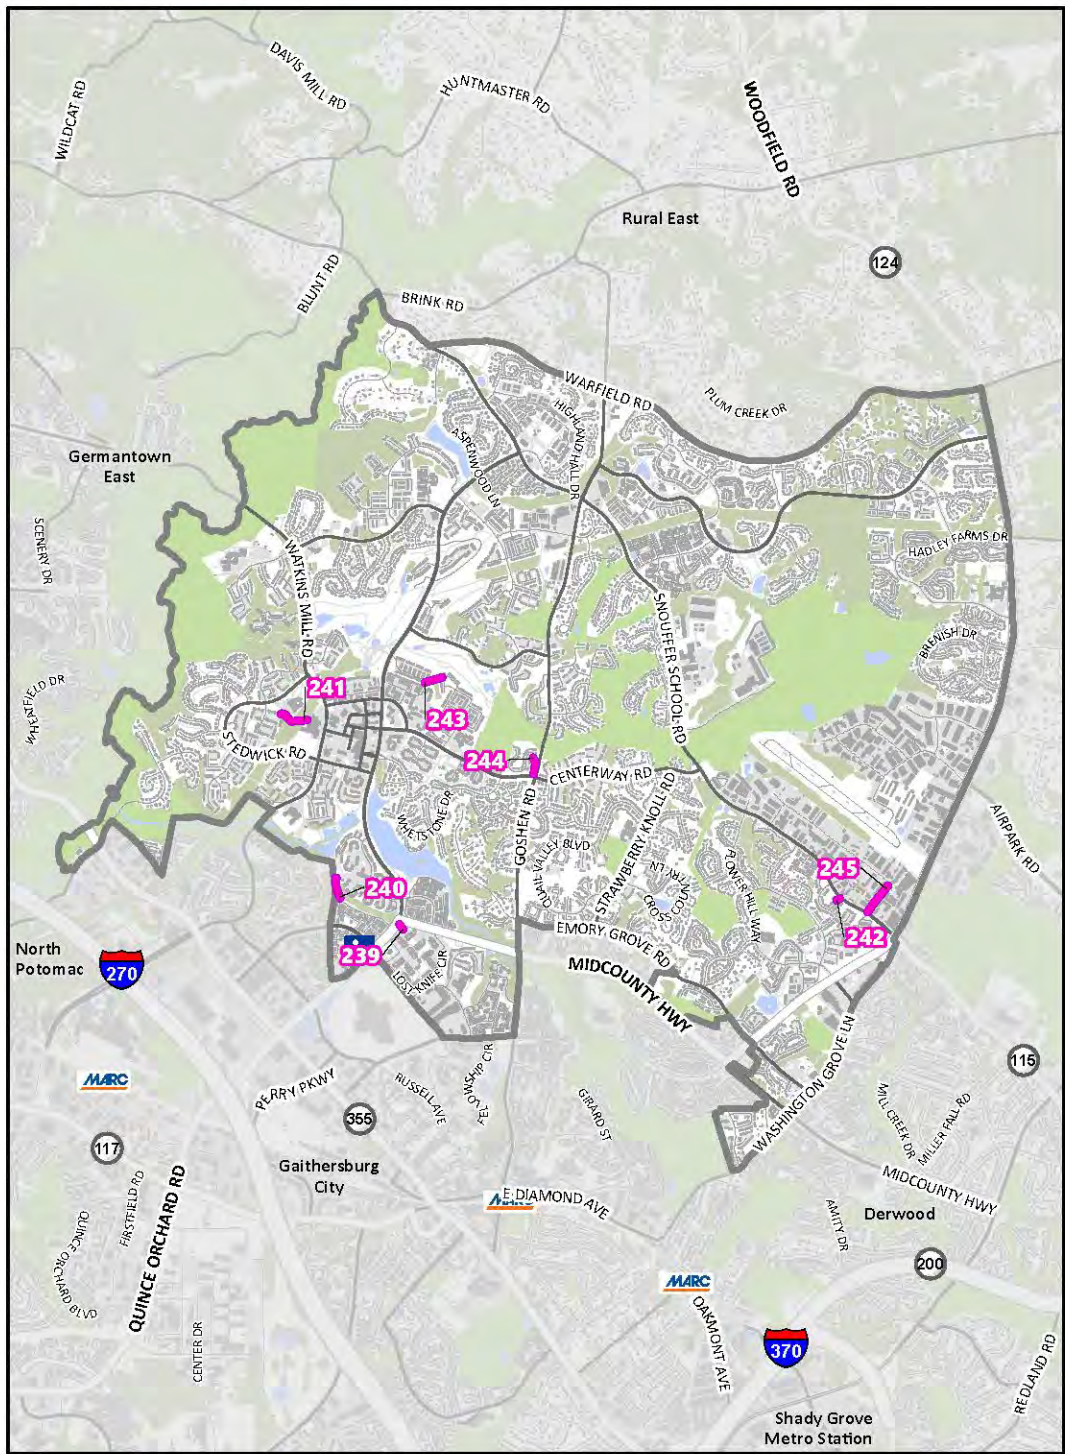 DAVIS MILL RD
HUNTMASTER RD
WILDCAT RD
WOODFIELD RD
Rural East
124
BLUNT RD
BRINK RD
WARFIELD RD
PLUM CREEK DR
HIGHLAND HALL DR
ASPENWOOD LN
Germantown
East
SCENERY DR
WATKINS MILL RD
HADLEY FARMS DR
SNOUFFER SCHOOL RD
BRENISH DR
WHEATFIELD DR
241
243
STEDWICK RD
244
CENTERWAY RD
WHETSTONE DR
GOSHEN RD
QUAIL VALLEY BLVD
STRAWBERRY KNOLL RD
AIRPARK RD
CROSS COUNTRY LN
FLOWER HILL WAY
245
240
242
EMORY GROVE RD
239
LOST KNIFE CIR
MIDCOUNTY HWY
North
Potomac
270
WASHINGTON GROVE LN
115
MARC
PERRY PKWY
RUSSELL AVE
FELLOWSHIP CIR
GIRARD ST
MILL CREEK DR
MILLER FALL RD
355
117
Gaithersburg
City
MIDCOUNTY HWY
FIRSTFIELD RD
QUINCE ORCHARD RD
QUINCE ORCHARD BLVD
MARC
E DIAMOND AVE
Derwood
AMITY DR
200
MARC
OAKMONT AVE
CENTER DR
370
REDLAND RD
Shady Grove
Metro Station